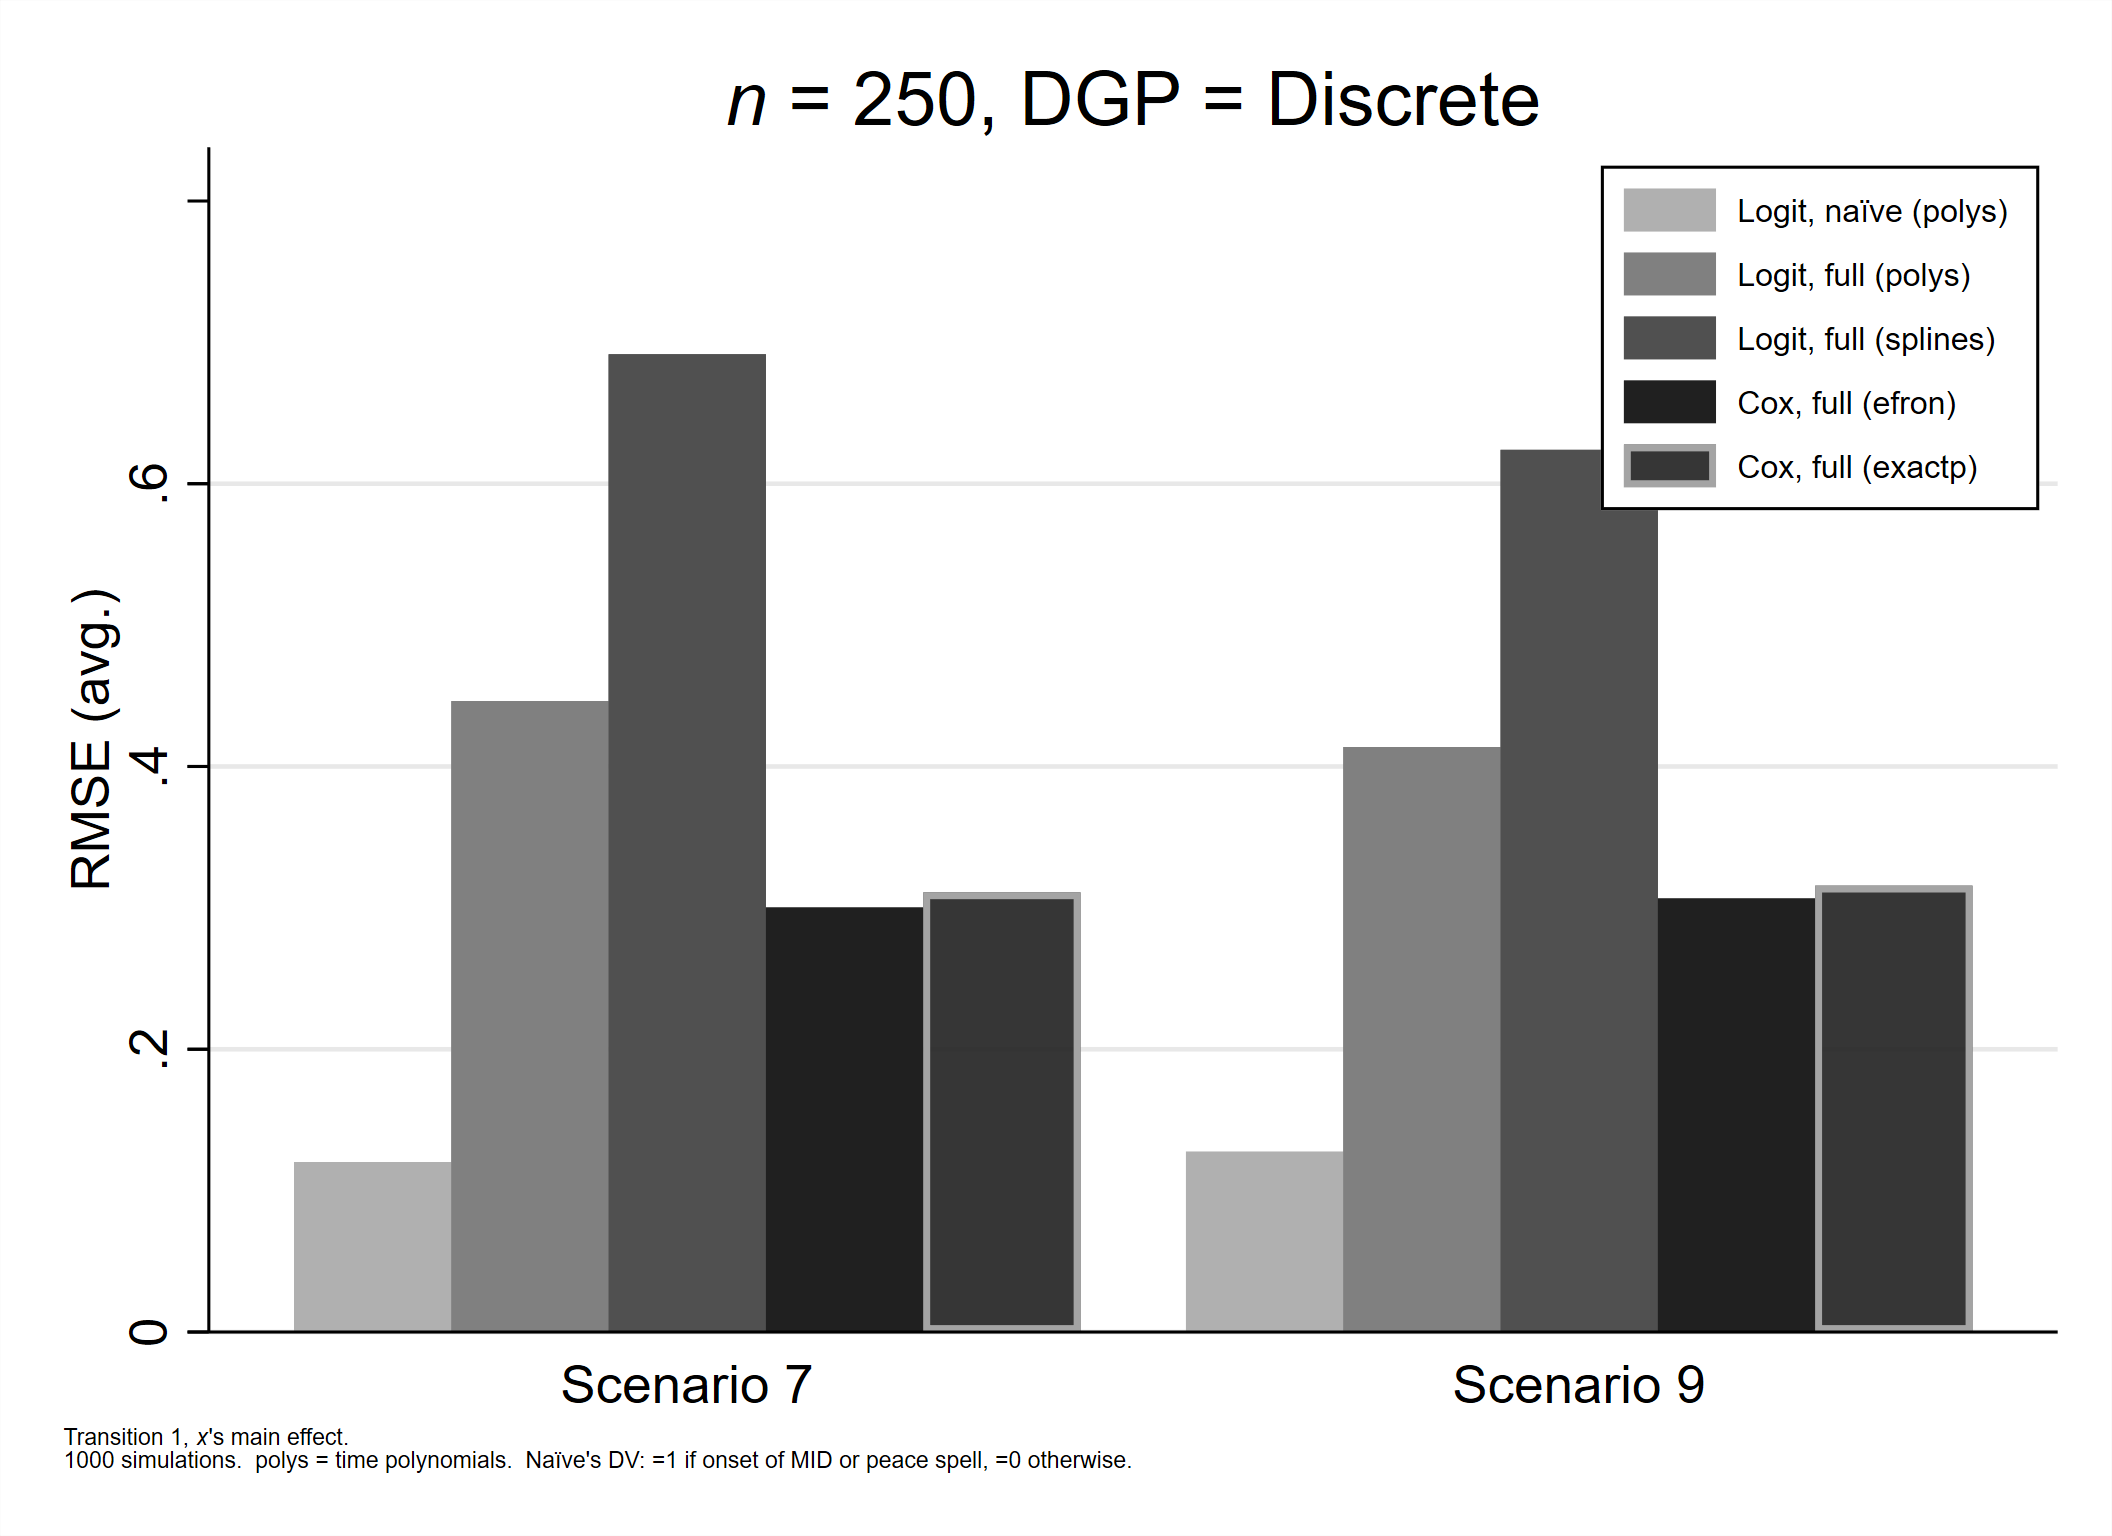 n = 250, DGP = Discrete
Logit, naïve (polys)
Logit, full (polys)
Logit, full (splines)
Cox, full (efron)
Cox, full (exactp)
RMSE (avg.)
.6
.4
.2
0
Scenario 7
Scenario 9
Transition 1, x's main effect.
1000 simulations.  polys = time polynomials.  Naïve's DV: =1 if onset of MID or peace spell, =0 otherwise.